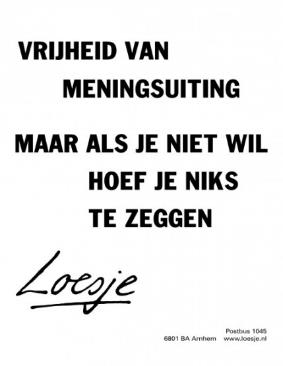 VRIJHEID VAN
MENINGSUITING
MAAR ALS JE NIET WIL
HOEF JE NIKS
TE ZEGGEN
Loesje
Postbus 1045
6801 BA Arnhem www.loesje.nl